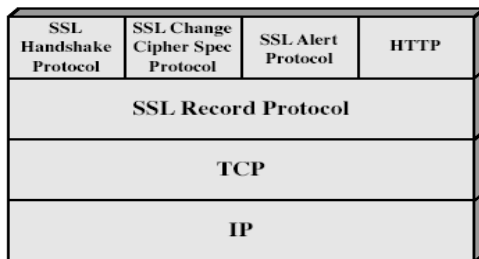 SSL
Handshake
Protocol
SSL Change
Cipher Spec
Protocol
SSL Alert
Protocol
HTTP
SSL Record Protocol
TCP
IP